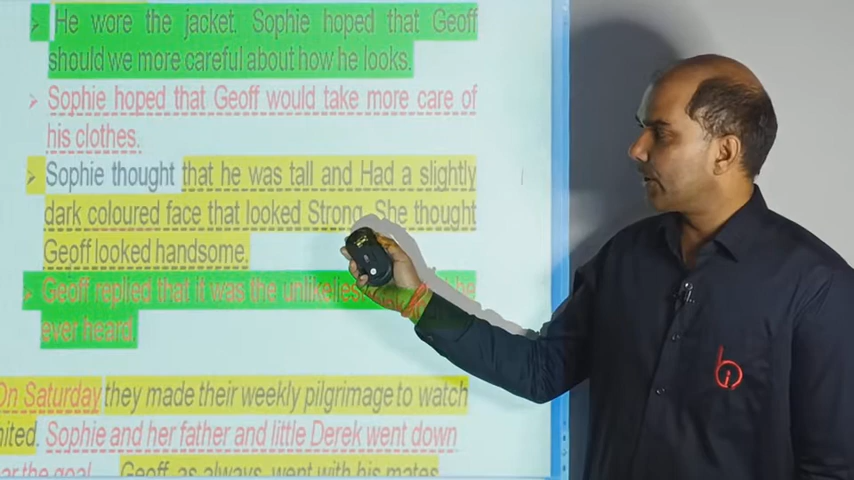 He wore the jacket. Sophie hoped that Geoff
should we more careful about how he looks.
Sophie hoped that Geoff would take more care of
his clothes.
Sophie thought that he was tall and Had a slightly
dark coloured face that looked Strong. She thought
Geoff looked handsome.
Geoff replied that it was the he
ever heard.
On Saturday they made their weekly pilgrimage to watch
Sophie and her father and little Derek went down
the goal. Geoff, as always, went with his mates